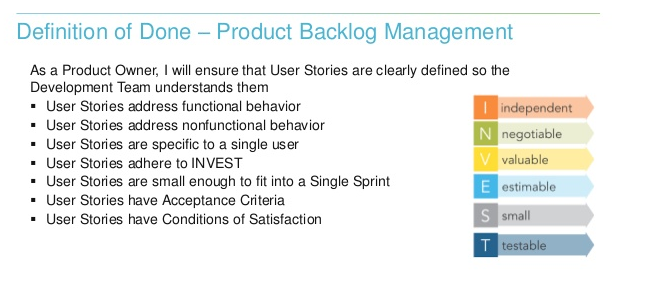 Definition of Done – Product Backlog Management
As a Product Owner, I will ensure that User Stories are clearly defined so the
Development Team understands them
▪ User Stories address functional behavior
▪ User Stories address nonfunctional behavior
▪ User Stories are specific to a single user
▪ User Stories adhere to INVEST
▪ User Stories are small enough to fit into a Single Sprint
▪ User Stories have Acceptance Criteria
▪ User Stories have Conditions of Satisfaction
I independent
N negotiable
V valuable
E estimable
S small
T testable